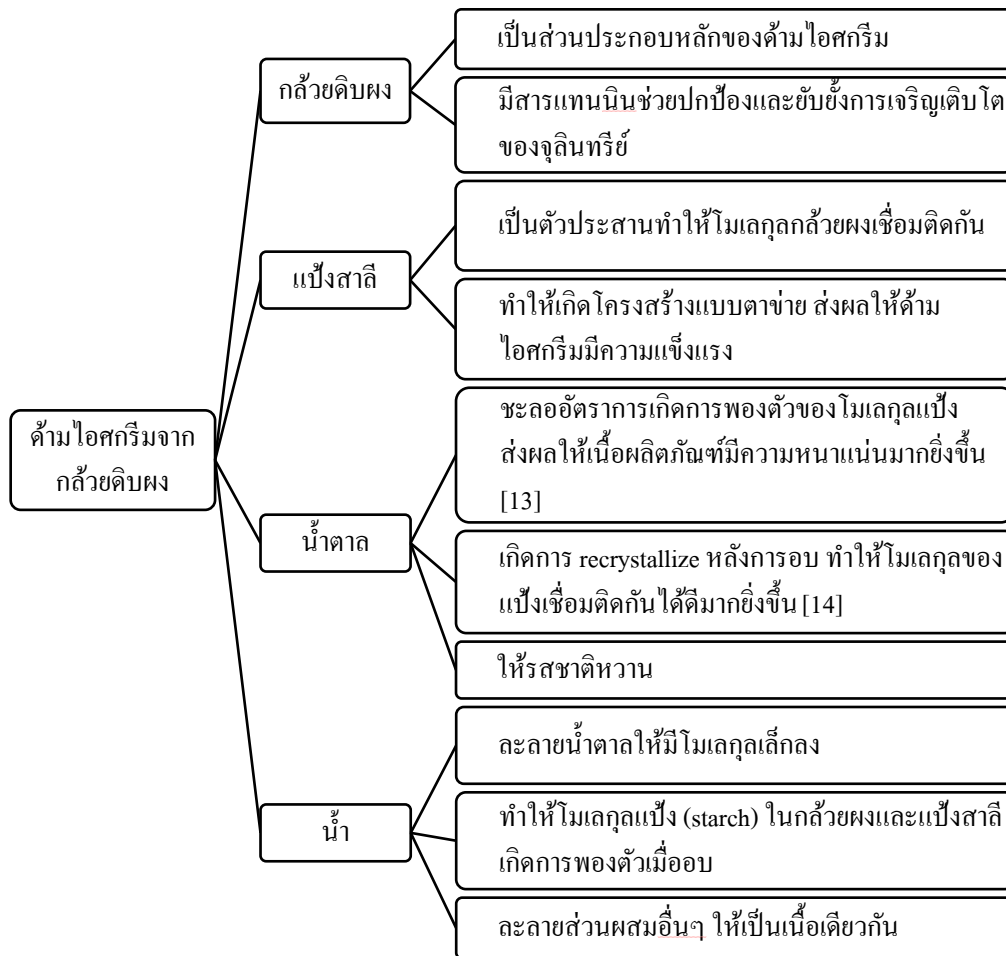 ด้ามไอศกรีมจาก
กล้วยดิบผง
กล้วยดิบผง
เป็นส่วนประกอบหลักของด้ามไอศกรีม
มีสารแทนนินช่วยปกป้องและยับยั้งการเจริญเติบโต
ของจุลินทรีย์
แป้งสาลี
เป็นตัวประสานทำให้โมเลกุลกล้วยผงเชื่อมติดกัน
ทำให้เกิดโครงสร้างแบบตาข่าย ส่งผลให้ด้าม
ไอศกรีมมีความแข็งแรง
น้ำตาล
ชะลออัตราการเกิดการพองตัวของโมเลกุลแป้ง
ส่งผลให้เนื้อผลิตภัณฑ์มีความหนาแน่นมากยิ่งขึ้น
[13]
เกิดการ recrystallize หลังการอบ ทำให้โมเลกุลของ
แป้งเชื่อมติดกันได้ดีมากยิ่งขึ้น [14]
ให้รสชาติหวาน
น้ำ
ละลายน้ำตาลให้มีโมเลกุลเล็กลง
ทำให้โมเลกุลแป้ง (starch) ในกล้วยผงและแป้งสาลี
เกิดการพองตัวเมื่ออบ
ละลายส่วนผสมอื่นๆ ให้เป็นเนื้อเดียวกัน